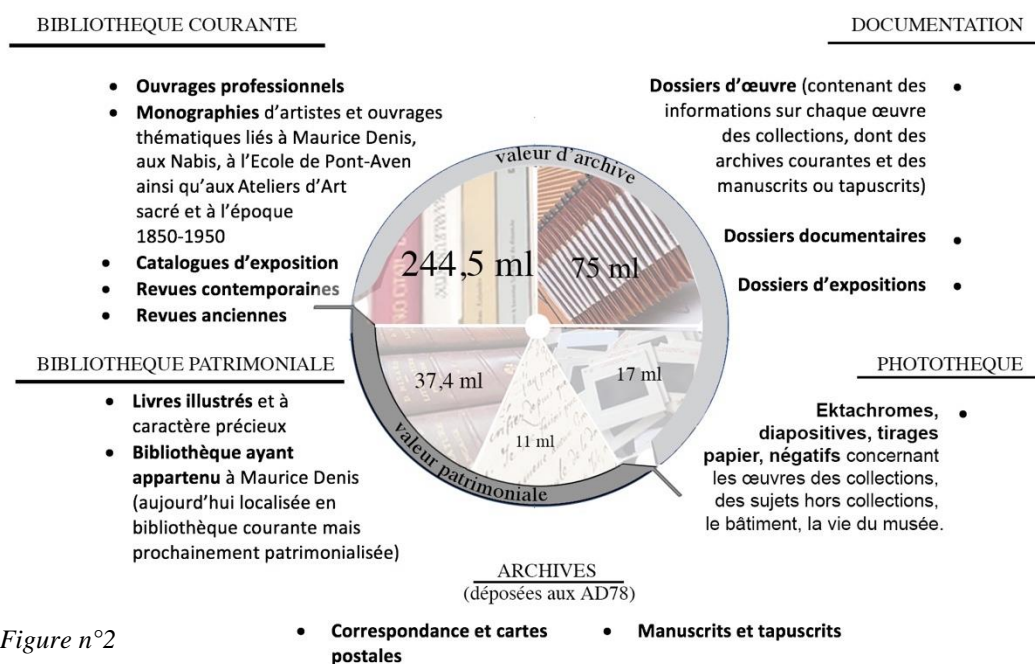 BIBLIOTHEQUE COURANTE
• Ouvrages professionnels
• Monographies d'artistes et ouvrages
thématiques liés à Maurice Denis,
aux Nabis, à l'Ecole de Pont-Aven
ainsi qu'aux Ateliers d'Art
sacré et à l'époque
1850-1950
• Catalogues d'exposition
• Revues contemporaines
• Revues anciennes
DOCUMENTATION
Dossiers d'œuvre (contenant des •
informations sur chaque œuvre
des collections, dont des
archives courantes et des
manuscrits ou tapuscrits)
Dossiers documentaires •
Dossiers d'expositions •
valeur d'archive
244,5 ml
75 ml
37,4 ml
11 ml
17 ml
valeur patrimoniale
BIBLIOTHEQUE PATRIMONIALE
• Livres illustrés et à
caractère précieux
• Bibliothèque ayant
appartenu à Maurice Denis
(aujourd'hui localisée en
bibliothèque courante mais
prochainement patrimonialisée)
PHOTOTHEQUE
Ektachromes, •
diapositives, tirages
papier, négatifs concernant
les œuvres des collections,
des sujets hors collections,
le bâtiment, la vie du musée.
ARCHIVES
(déposées aux AD78)
• Correspondance et cartes
postales
• Manuscrits et tapuscrits
Figure n°2